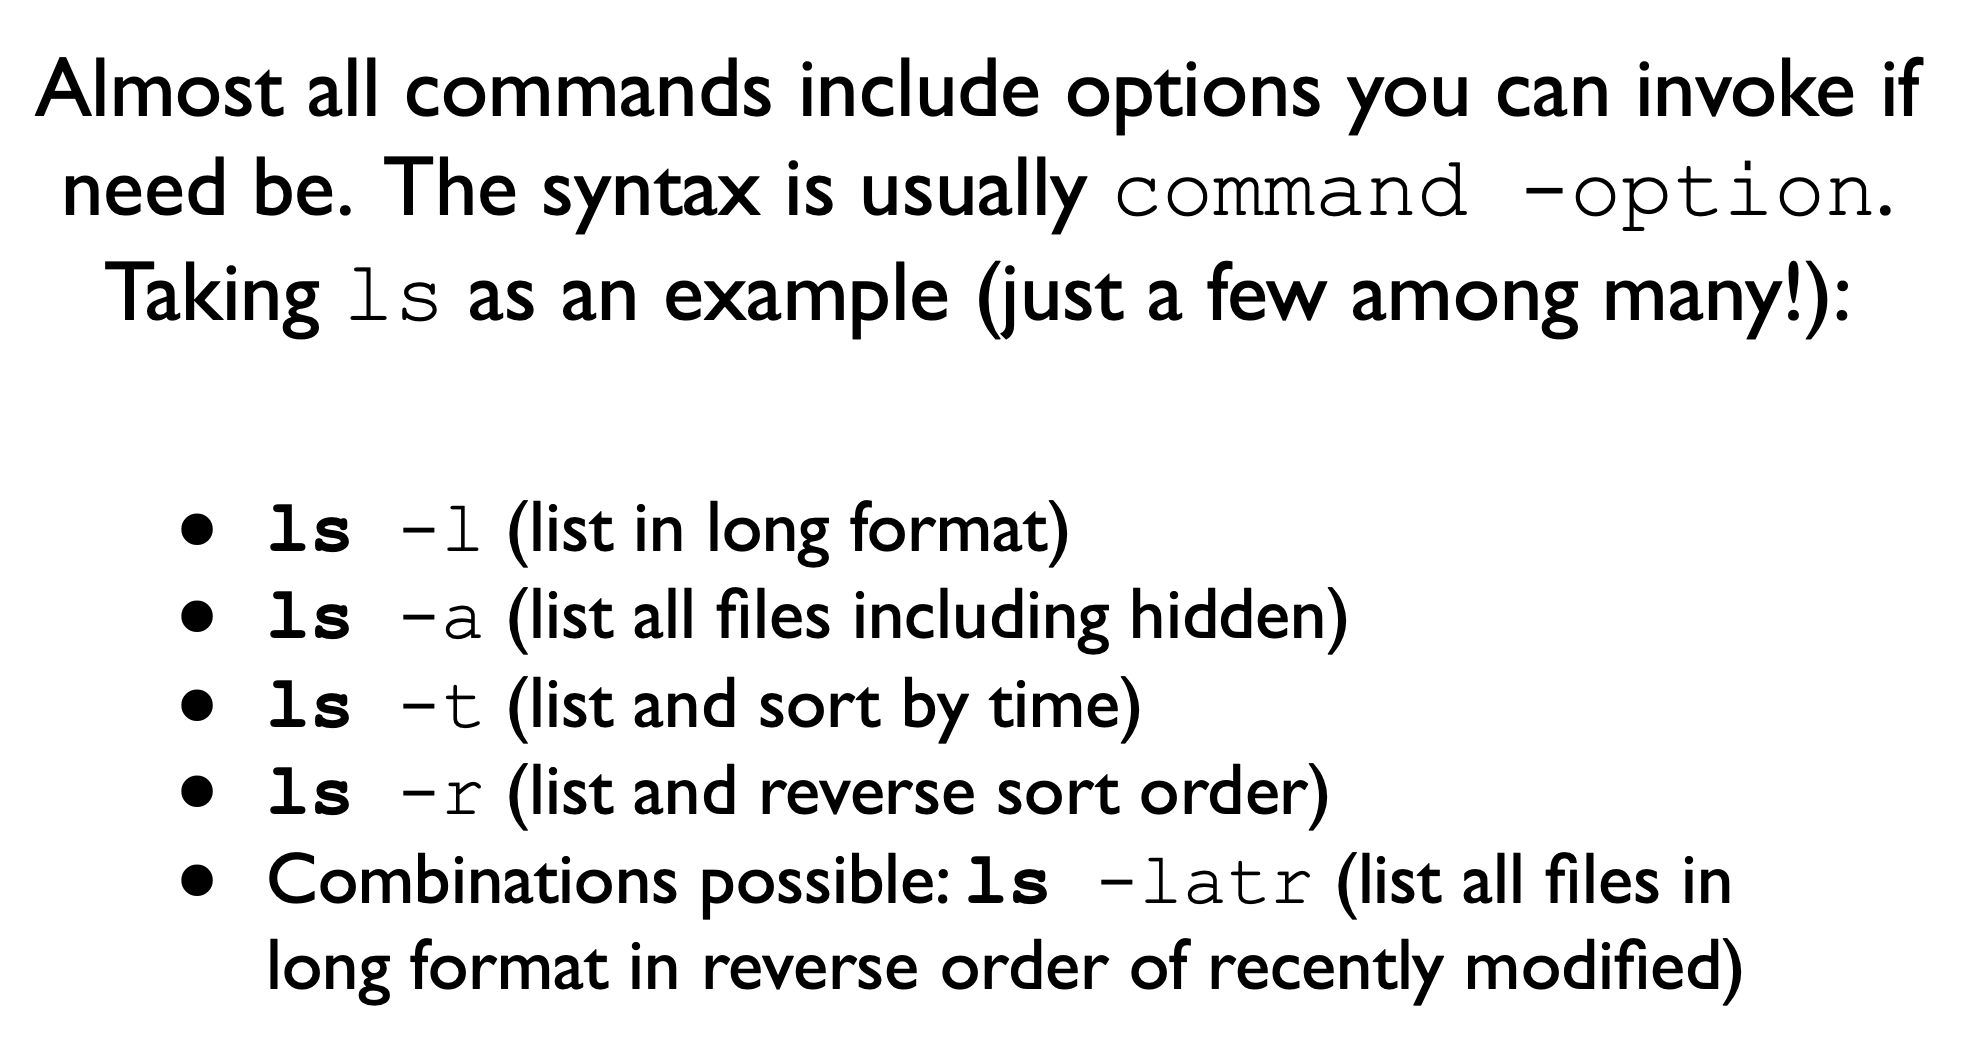 Almost all commands include options you can invoke if
need be. The syntax is usually command -option.
Taking ls as an example (just a few among many!):
● ls -l (list in long format)
● ls -a (list all files including hidden)
● ls -t (list and sort by time)
● ls -r (list and reverse sort order)
● Combinations possible: ls -latr (list all files in
long format in reverse order of recently modified)